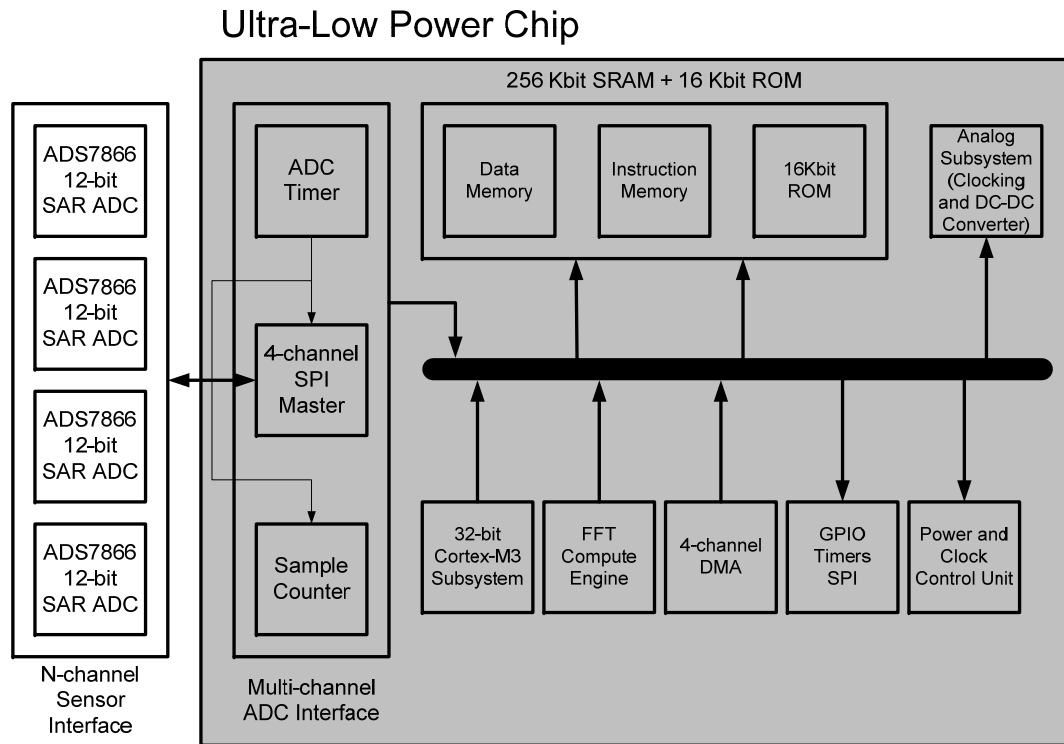 Ultra-Low Power Chip
256 Kbit SRAM + 16 Kbit ROM
ADS7866
12-bit
SAR ADC
ADS7866
12-bit
SAR ADC
ADS7866
12-bit
SAR ADC
ADS7866
12-bit
SAR ADC
N-channel
Sensor
Interface
ADC
Timer
4-channel
SPI
Master
Sample
Counter
Multi-channel
ADC Interface
Data
Memory
Instruction
Memory
16Kbit
ROM
Analog
Subsystem
(Clocking
and DC-DC
Converter)
32-bit
Cortex-M3
Subsystem
FFT
Compute
Engine
4-channel
DMA
GPIO
Timers
SPI
Power and
Clock
Control Unit